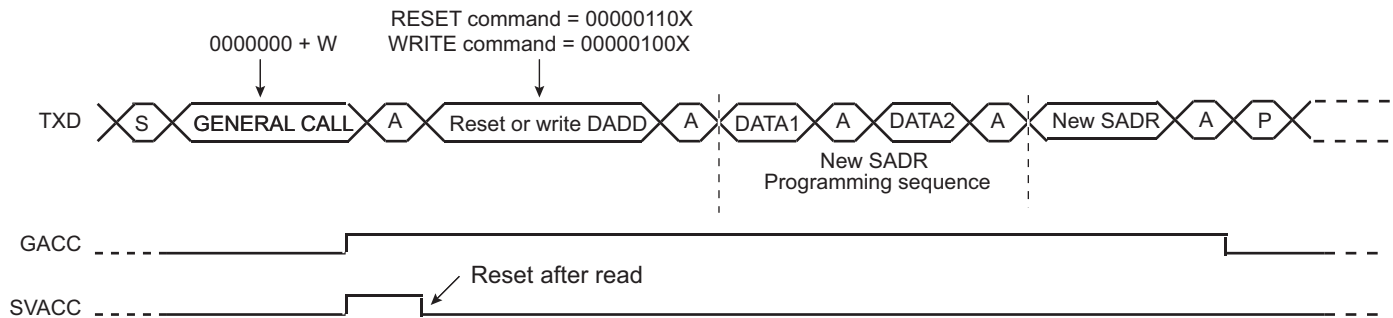 RESET command = 00000110X
0000000 + W
WRITE command = 00000100X
TXD
S
GENERAL CALL
A
Reset or write DADD
A
DATA1
A
DATA2
A
New SADR
A
P
New SADR
Programming sequence
GACC
Reset after read
SVACC